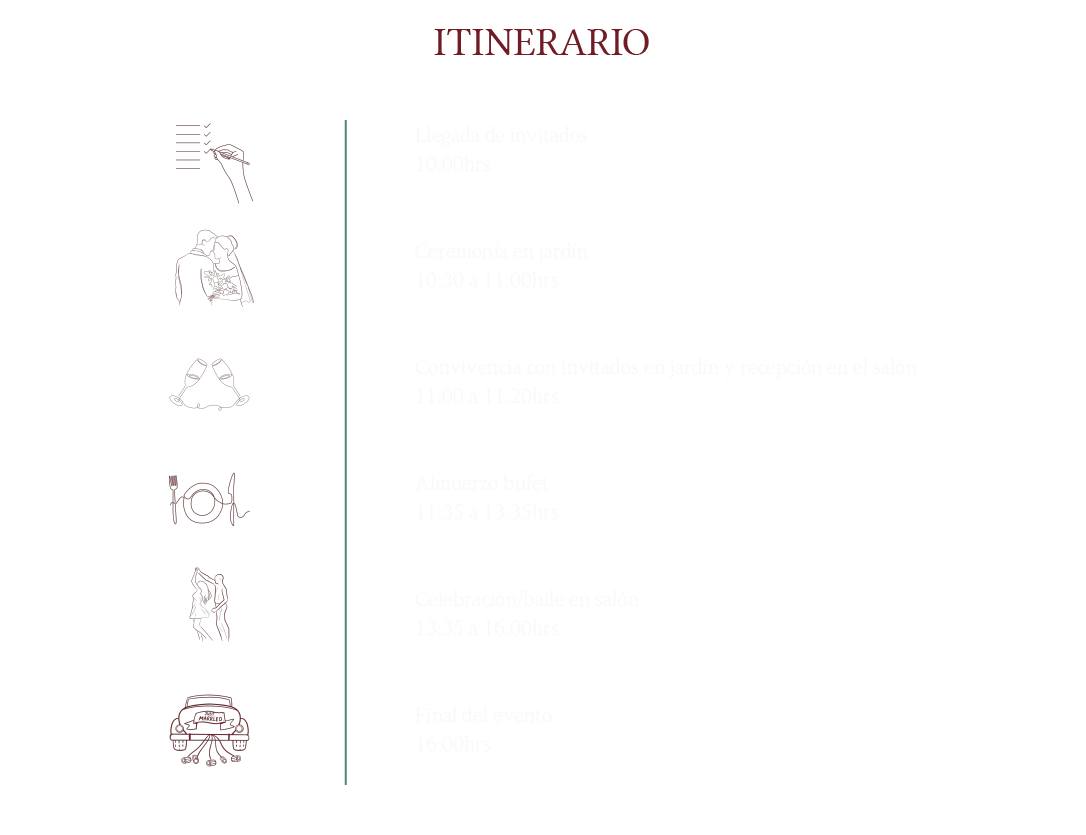 ITINERARIO
Llegada de invitados
10:00hrs
Ceremonia en jardín
10:30 a 11:00hrs
Convivencia con invitados en jardín y recepción en el salón
11:00 a 11:20hrs
Almuerzo bufet
11:35 a 13:35hrs
Celebración/baile en salón
13:35 a 16:00hrs
JUST
MARRIED
Final del evento
16:00hrs